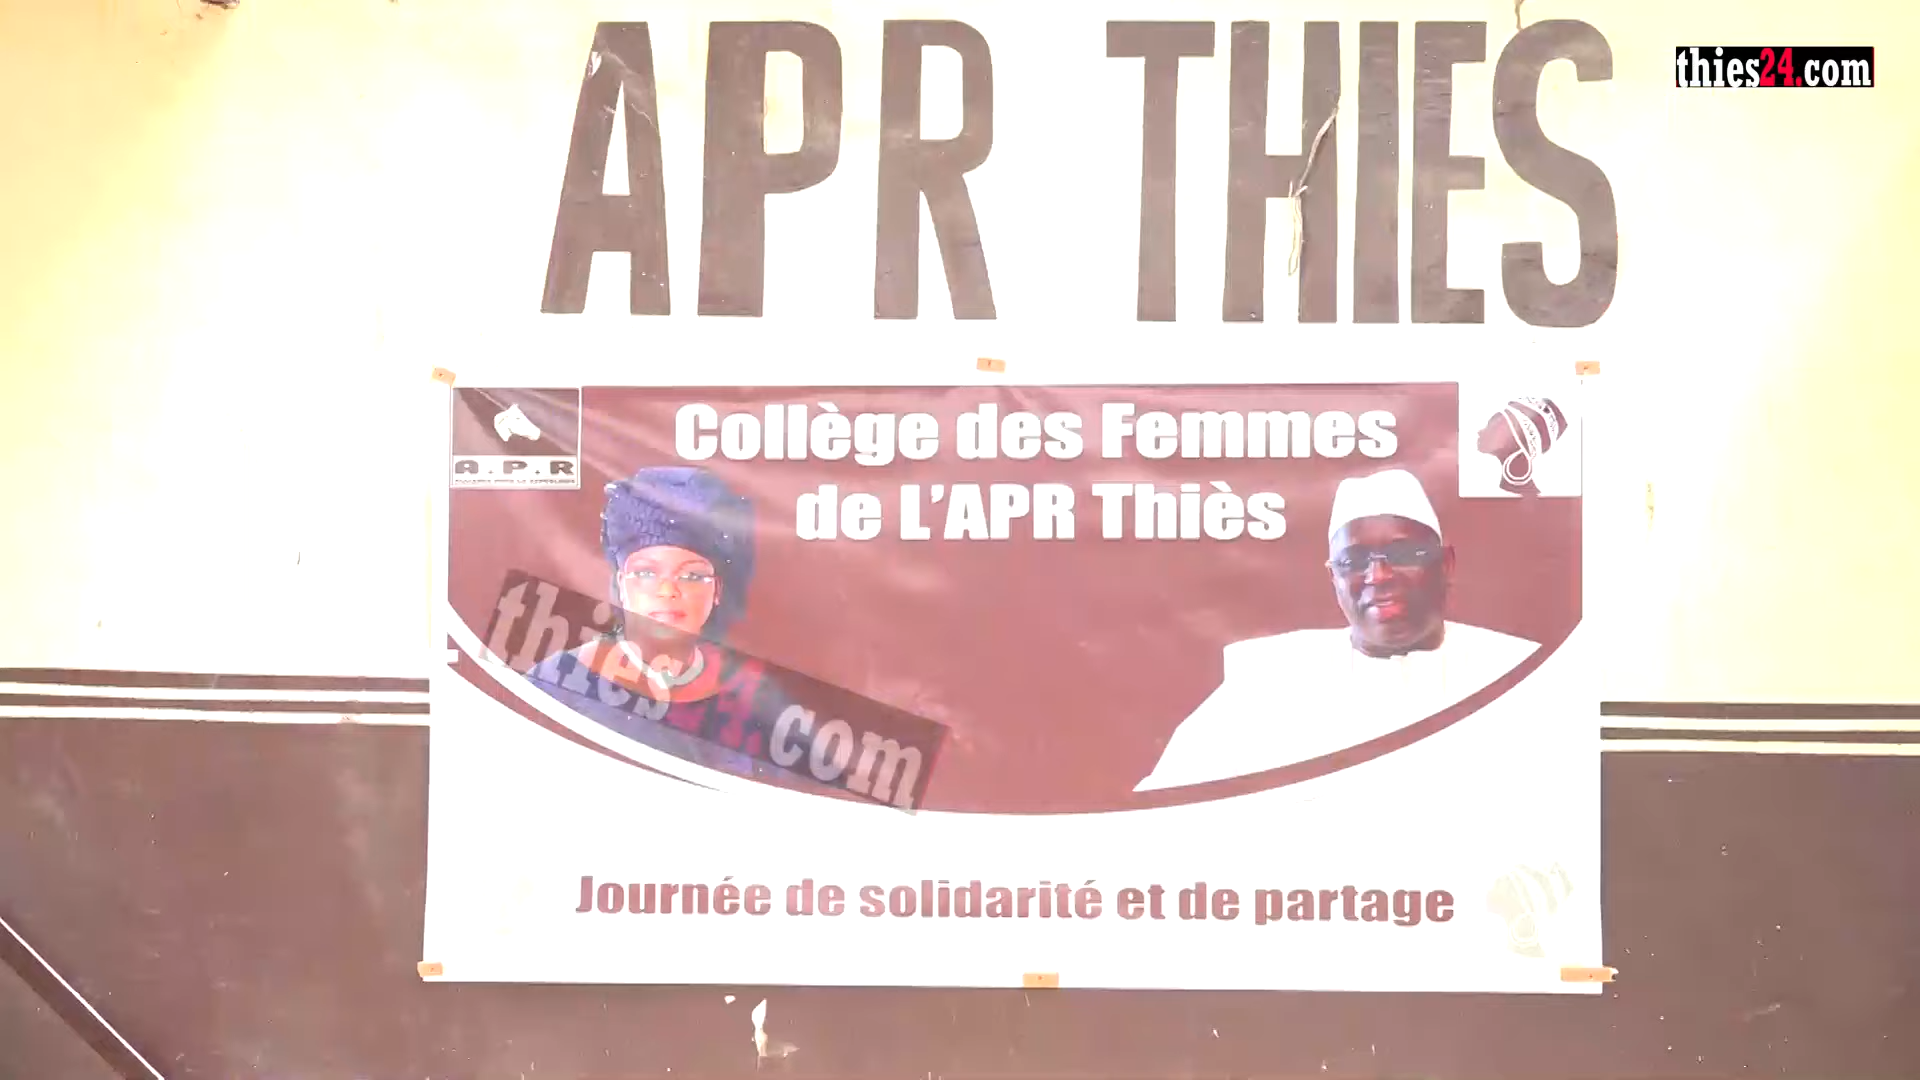 APR THIES
thies24.com
Collège des Femmes
de L'APR Thiès
A.P.R
thies24.com
Journée de solidarité et de partage